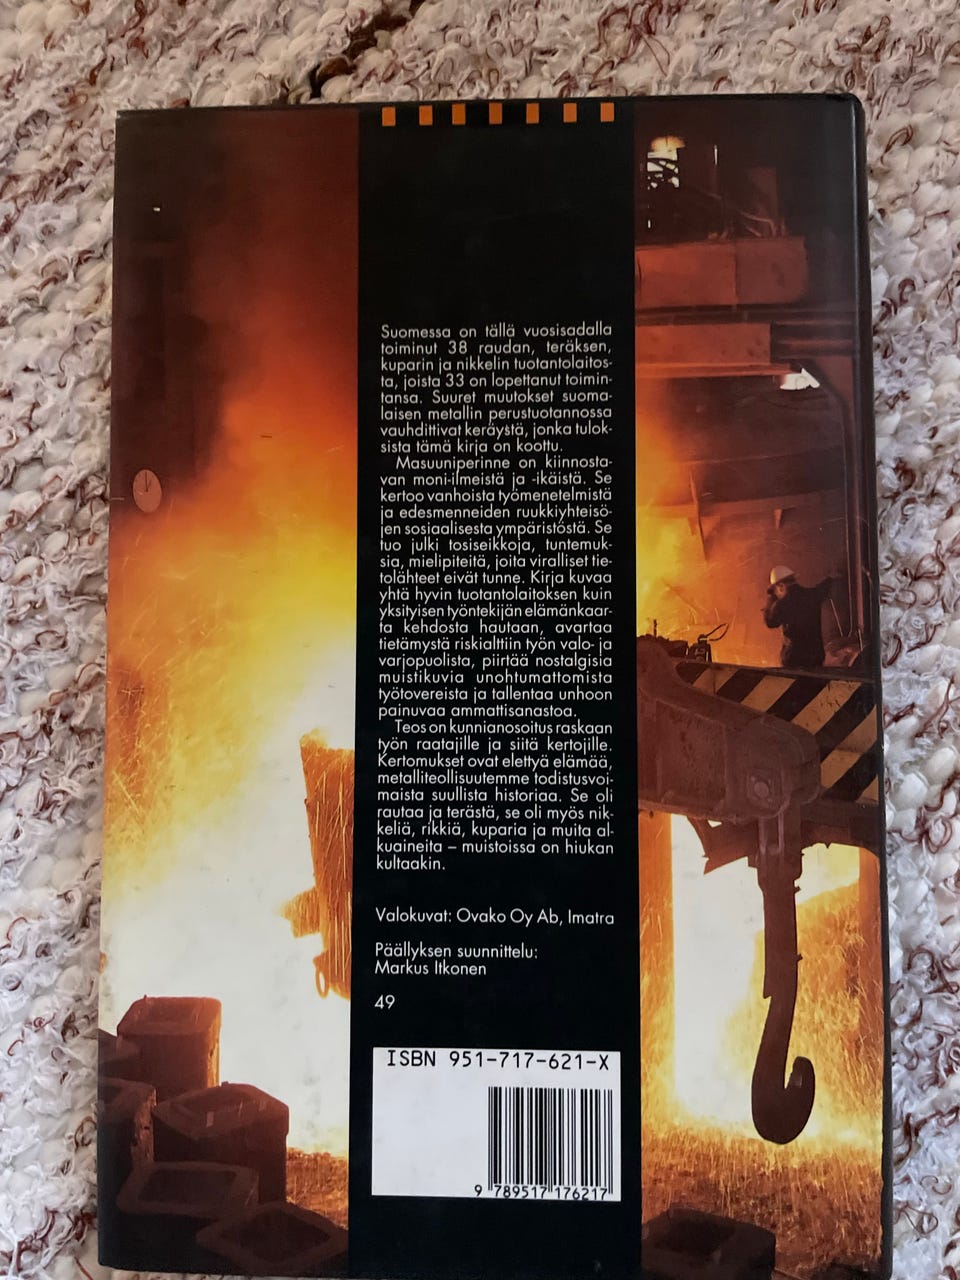 Suomessa on tällä vuosisadalla
toiminut 38 raudan, teräksen,
kuparin ja nikkelin tuotantolaitos-
ta, joista 33 on lopettanut toimin-
tansa. Suuret muutokset suoma-
laisen metallin perustuotannossa
vauhdittivat keräystä, jonka tulok-
sista tämä kirja on koottu.
Masuuniperinne on kiinnosta-
van moni-ilmeistä ja -ikäistä. Se
kertoo vanhoista työmenetelmistä
ja edesmenneiden ruukkiyhteisö-
jen sosiaalisesta ympäristöstä. Se
tuo julki tosiseikkoja, tuntemuk-
sia, mielipiteitä, joita viralliset tie-
tolähteet eivät tunne. Kirja kuvaa
yhtä hyvin tuotantolaitoksen kuin
yksityisen työntekijän elämänkaar-
ta kehdosta hautaan, avartaa
tietämystä riskialttiin työn valo- ja
varjopuolista, piirtää nostalgisia
muistikuvia unohtumattomista
työtovereista ja tallentaa unhoon
painuvaa ammattisanastoa.
Teos on kunnianosoitus raskaan
työn raatajille ja siitä kertojille.
Kertomukset ovat elettyä elämää,
metalliteollisuutemme todistusvoi-
maista suullista historiaa. Se oli
rautaa ja terästä, se oli myös nik-
keliä, rikkiä, kuparia ja muita al-
kuaineita – muistoissa on hiukan
kultaakin.
Valokuvat: Ovako Oy Ab, Imatra
Päällyksen suunnittelu:
Markus Itkonen
49
ISBN 951-717-621-X
9 789517 176217